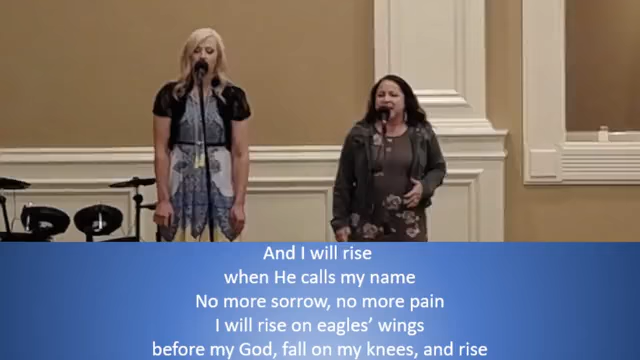 And I will rise
when He calls my name
No more sorrow, no more pain
I will rise on eagles’ wings
before my God, fall on my knees, and rise